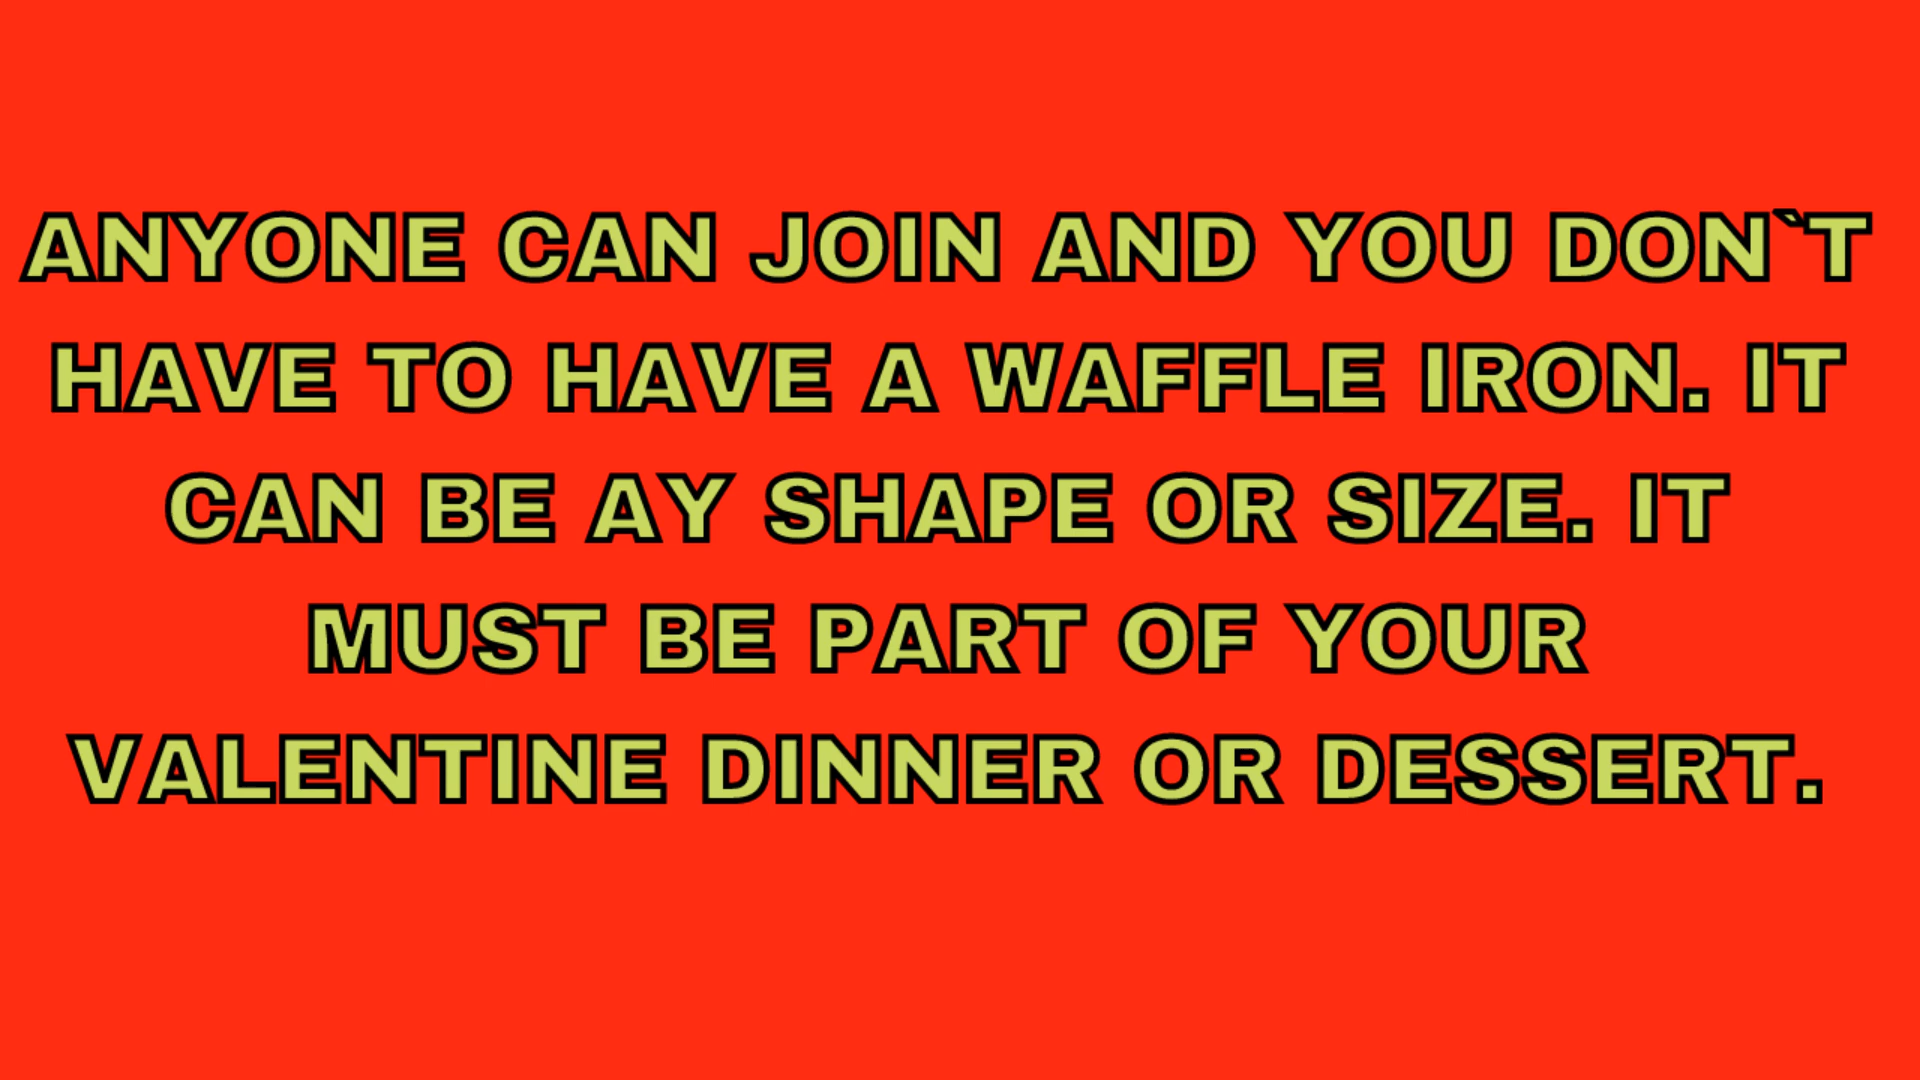 ANYONE CAN JOIN AND YOU DON`T
HAVE TO HAVE A WAFFLE IRON. IT
CAN BE AY SHAPE OR SIZE. IT
MUST BE PART OF YOUR
VALENTINE DINNER OR DESSERT.